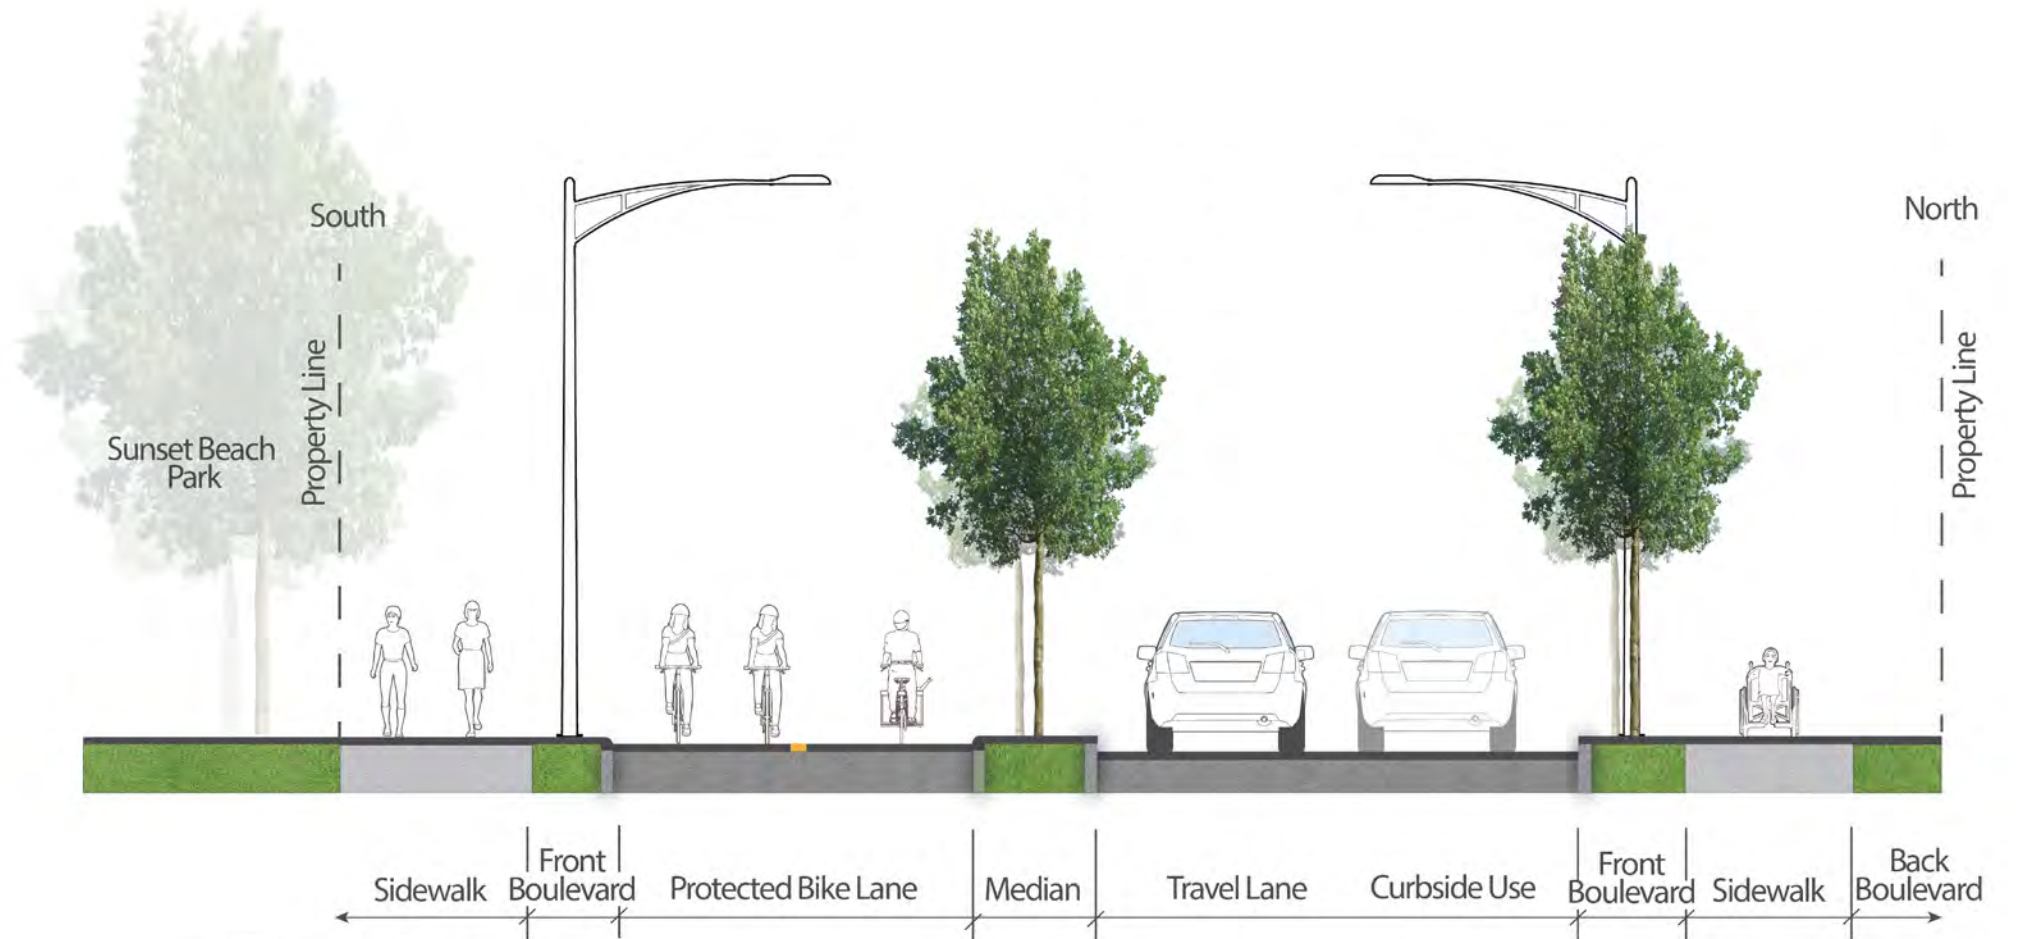 South
North
Property Line
Property Line
Sunset Beach
Park
Sidewalk
Front
Boulevard
Protected Bike Lane
Median
Travel Lane
Curbside Use
Front
Boulevard
Sidewalk
Back
Boulevard